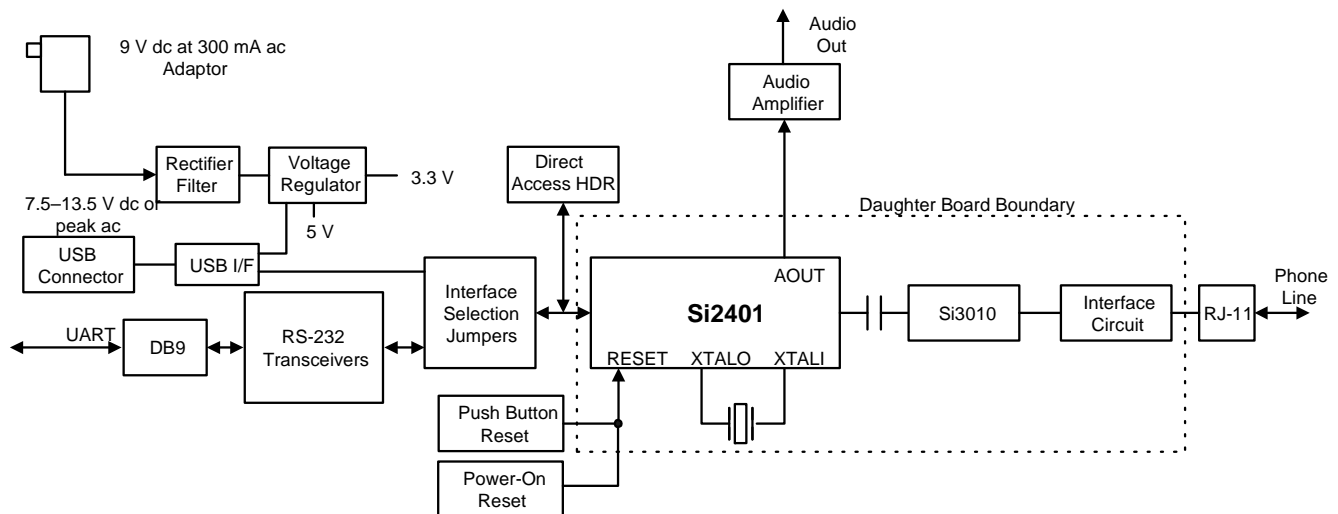 Audio
Out
9 V dc at 300 mA ac
Adaptor
Audio
Amplifier
Rectifier
Filter
Voltage
Regulator
3.3 V
Direct
Access HDR
7.5–13.5 V dc or
peak ac
5 V
Daughter Board Boundary
USB
Connector
USB I/F
Interface
Selection
Jumpers
AOUT
Si2401
RESET
XTALO
XTALI
Si3010
Interface
Circuit
RJ-11
Phone
Line
UART
DB9
RS-232
Transceivers
Push Button
Reset
Power-On
Reset